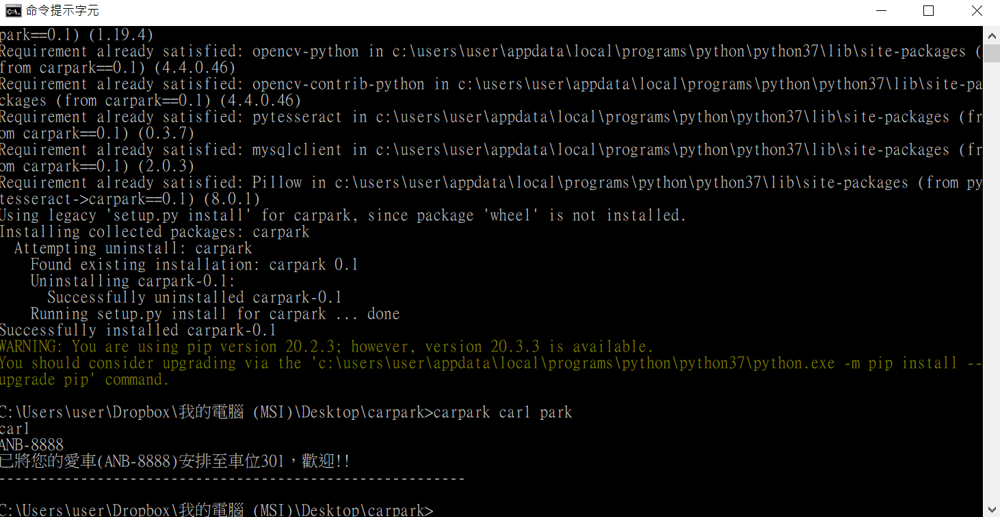 命令提示字元
park==0.1) (1.19.4)
Requirement already satisfied: opencv-python in c:\users\user\appdata\local\programs\python\python37\lib\site-packages (
from carpark==0.1) (4.4.0.46)
Requirement already satisfied: opencv-contrib-python in c:\users\user\appdata\local\programs\python\python37\lib\site-pa
ckages (from carpark==0.1) (4.4.0.46)
Requirement already satisfied: pytesseract in c:\users\user\appdata\local\programs\python\python37\lib\site-packages (fr
om carpark==0.1) (0.3.7)
Requirement already satisfied: mysqlclient in c:\users\user\appdata\local\programs\python\python37\lib\site-packages (fr
om carpark==0.1) (2.0.3)
Requirement already satisfied: Pillow in c:\users\user\appdata\local\programs\python\python37\lib\site-packages (from py
tesseract->carpark==0.1) (8.0.1)
Using legacy 'setup.py install' for carpark, since package 'wheel' is not installed.
Installing collected packages: carpark
  Attempting uninstall: carpark
    Found existing installation: carpark 0.1
    Uninstalling carpark-0.1:
      Successfully uninstalled carpark-0.1
    Running setup.py install for carpark ... done
Successfully installed carpark-0.1
WARNING: You are using pip version 20.2.3; however, version 20.3.3 is available.
You should consider upgrading via the 'c:\users\user\appdata\local\programs\python\python37\python.exe -m pip install --
upgrade pip' command.
C:\Users\user\Dropbox\我的電腦 (MSI)\Desktop\carpark>carpark car1 park
car1
ANB-8888
已將您的愛車(ANB-8888)安排至車位301，歡迎!!
---------------------------------------------------------
C:\Users\user\Dropbox\我的電腦 (MSI)\Desktop\carpark>